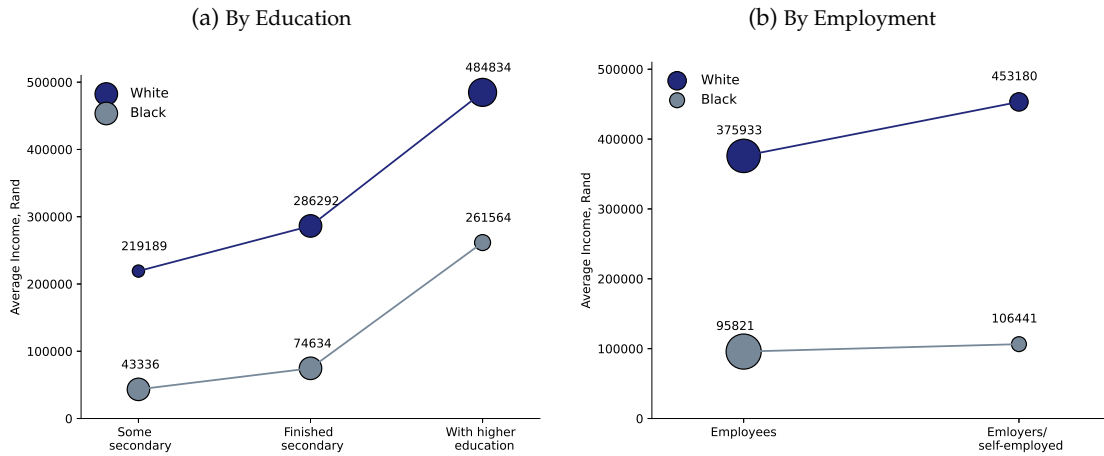 (a) By Education
500000
400000
300000
200000
100000
0
Average Income, Rand
White
Black
484834
286292
261564
219189
74634
43336
Some
secondary
Finished
secondary
With higher
education
(b) By Employment
500000
400000
300000
200000
100000
0
Average Income, Rand
White
Black
453180
375933
106441
95821
Employees
Emloyers/
self-employed